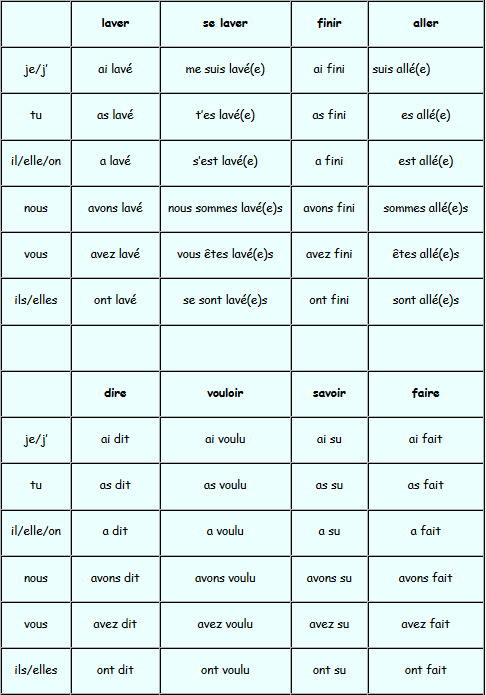 laver se laver finir aller
je/j' ai lavé me suis lavé(e) ai fini suis allé(e)
tu as lavé t'es lavé(e) as fini es allé(e)
il/elle/on a lavé s'est lavé(e) a fini est allé(e)
nous avons lavé nous sommes lavé(e)s avons fini sommes allé(e)s
vous avez lavé vous êtes lavé(e)s avez fini êtes allé(e)s
ils/elles ont lavé se sont lavé(e)s ont fini sont allé(e)s
dire vouloir savoir faire
je/j' ai dit ai voulu ai su ai fait
tu as dit as voulu as su as fait
il/elle/on a dit a voulu a su a fait
nous avons dit avons voulu avons su avons fait
vous avez dit avez voulu avez su avez fait
ils/elles ont dit ont voulu ont su ont fait